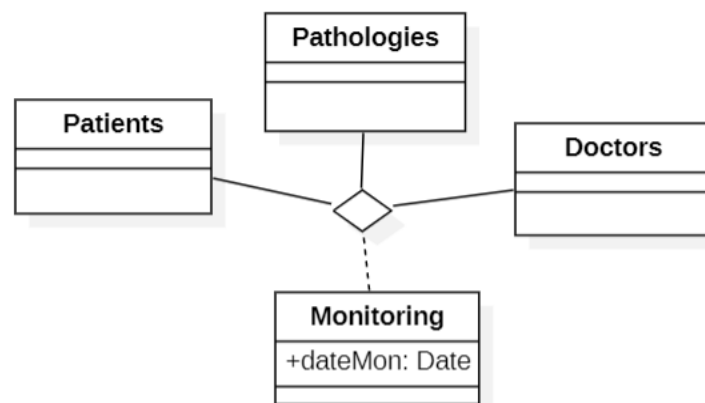 Pathologies
Patients
Doctors
Monitoring
+dateMon: Date